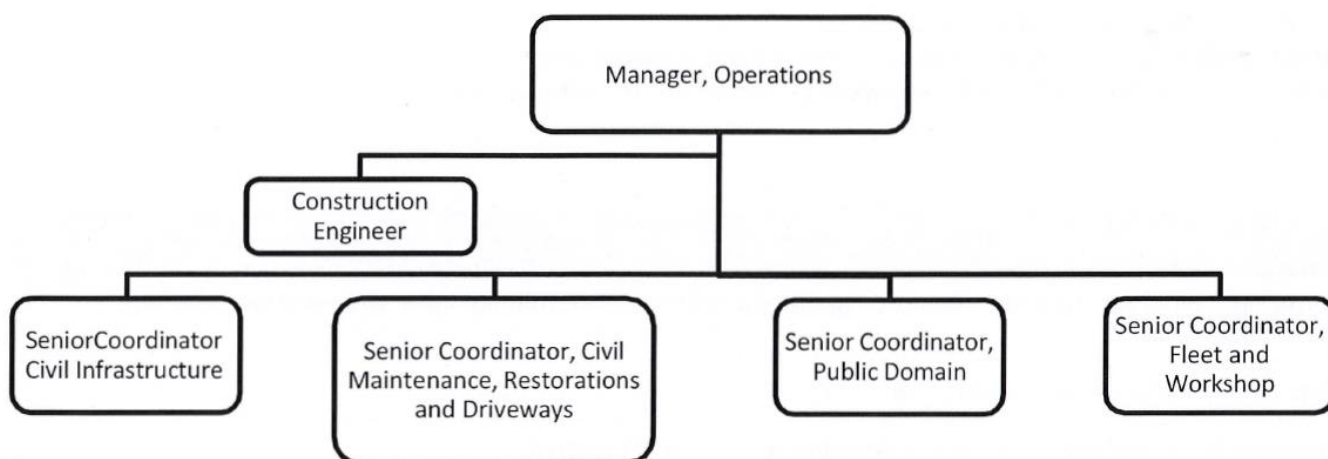 Manager, Operations
Construction
Engineer
SeniorCoordinator
Civil Infrastructure
Senior Coordinator, Civil
Maintenance, Restorations
and Driveways
Senior Coordinator,
Public Domain
Senior Coordinator,
Fleet and
Workshop